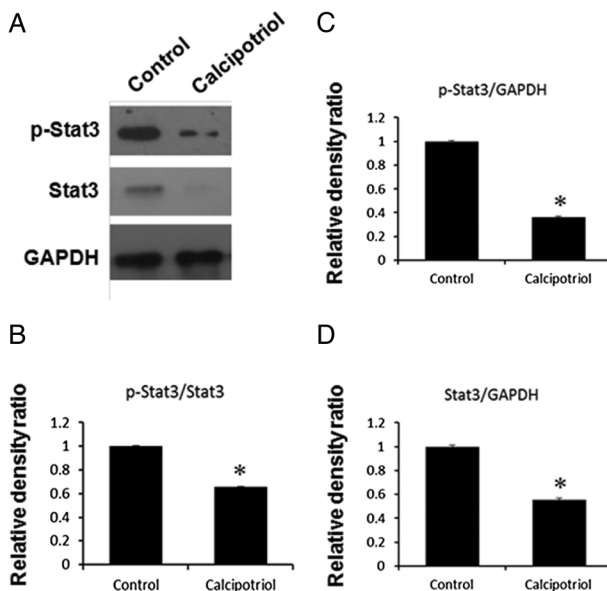 A
Control
Calcipotriol
p-Stat3
Stat3
GAPDH
B
p-Stat3/Stat3
Relative density ratio
1.2
1
0.8
0.6
0.4
0.2
0
*
Control
Calcipotriol
C
p-Stat3/GAPDH
Relative density ratio
1.2
1
0.8
0.6
0.4
0.2
0
*
Control
Calcipotriol
D
Stat3/GAPDH
Relative density ratio
1.2
1
0.8
0.6
0.4
0.2
0
*
Control
Calcipotriol